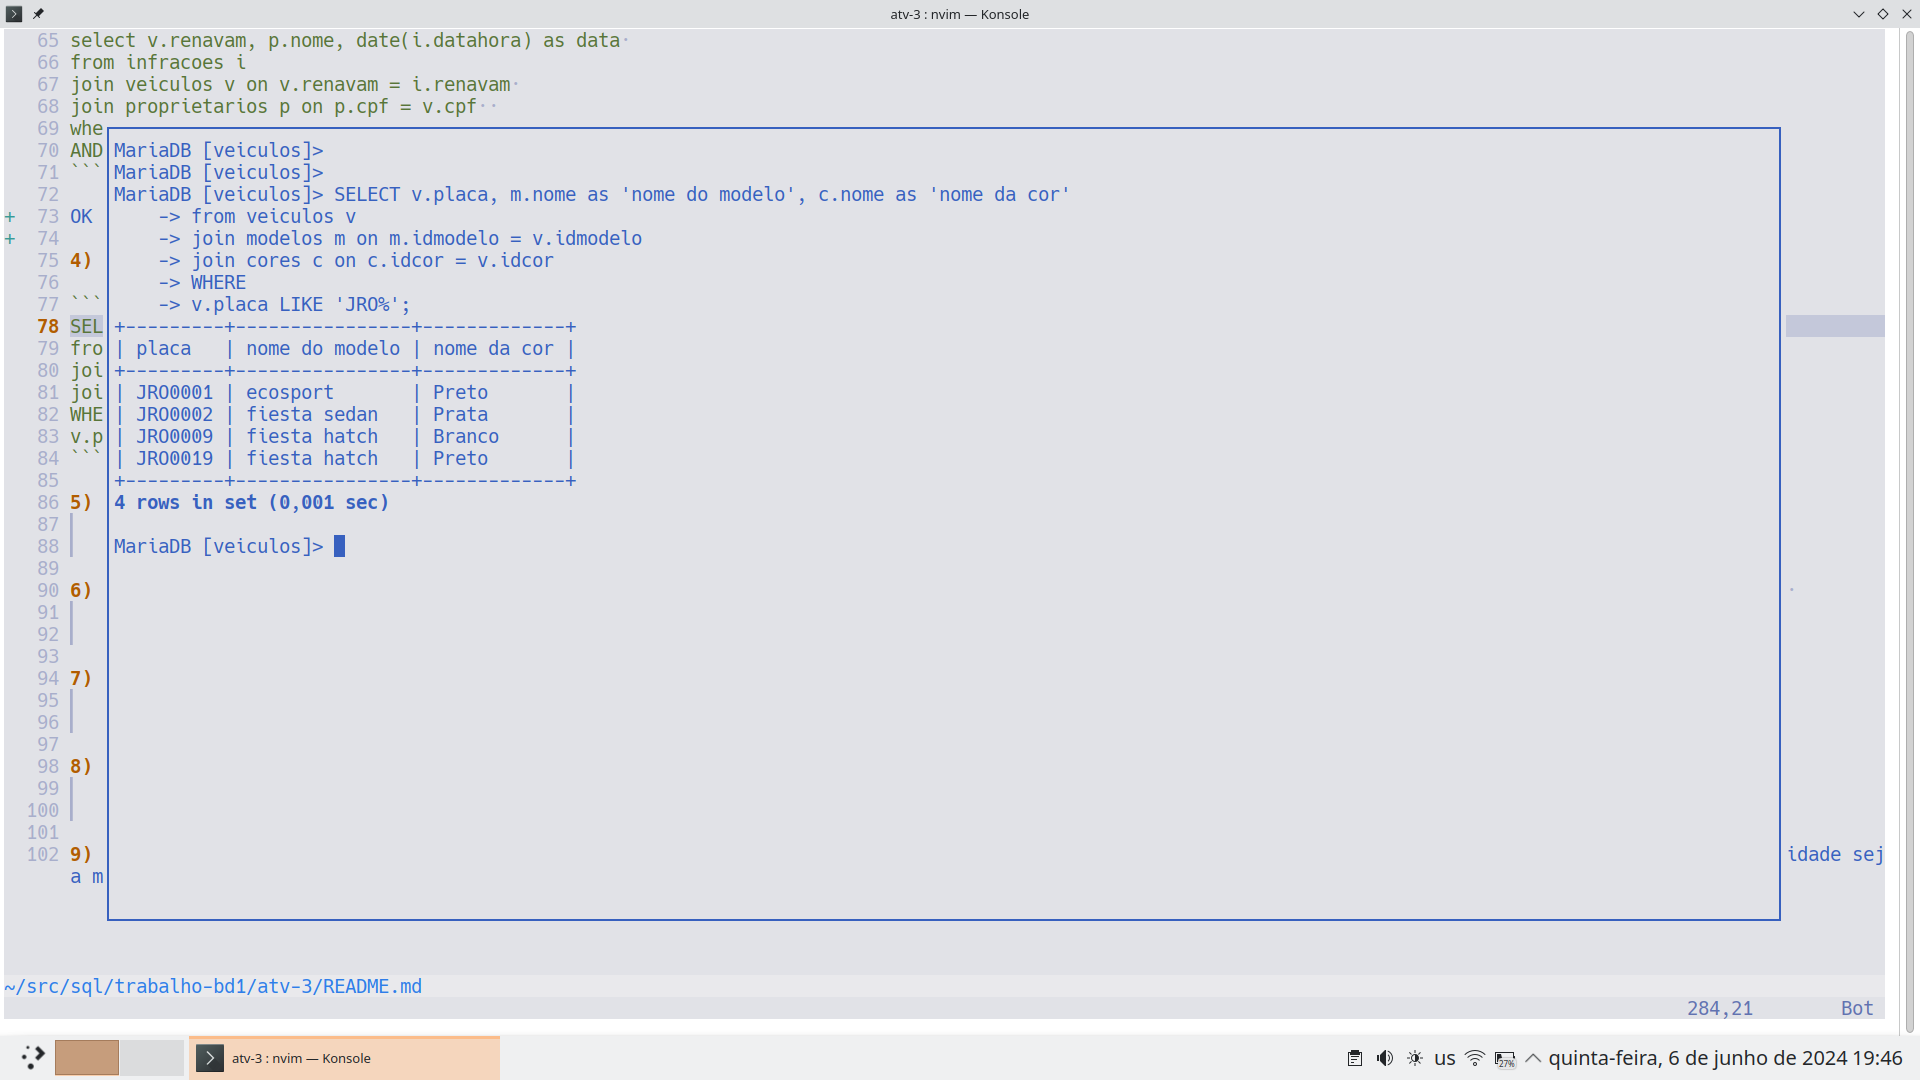 atv-3 : nvim — Konsole
65 select v.renavam, p.nome, date(i.datahora) as data·
66 from infracoes i
67 join veiculos v on v.renavam = i.renavam·
68 join proprietarios p on p.cpf = v.cpf··
69 whe
70 AND MariaDB [veiculos]>
71 ``` MariaDB [veiculos]>
72 MariaDB [veiculos]> SELECT v.placa, m.nome as 'nome do modelo', c.nome as 'nome da cor'
+ 73 OK -> from veiculos v
+ 74 -> join modelos m on m.idmodelo = v.idmodelo
75 4) -> join cores c on c.idcor = v.idcor
76 -> WHERE
77 ``` -> v.placa LIKE 'JRO%';
78 SEL +---------+----------------+-------------+
79 fro | placa   | nome do modelo | nome da cor |
80 joi +---------+----------------+-------------+
81 joi | JRO0001 | ecosport       | Preto       |
82 WHE | JRO0002 | fiesta sedan   | Prata       |
83 v.p | JRO0009 | fiesta hatch   | Branco      |
84 ``` | JRO0019 | fiesta hatch   | Preto       |
85 +---------+----------------+-------------+
86 5) 4 rows in set (0,001 sec)
87
88 MariaDB [veiculos]>
89
90 6) ·
91
92
93
94 7)
95
96
97
98 8)
99
100
101
102 9) idade sej
a m
~/src/sql/trabalho-bd1/atv-3/README.md
284,21 Bot
atv-3 : nvim — Konsole us 27% quinta-feira, 6 de junho de 2024 19:46